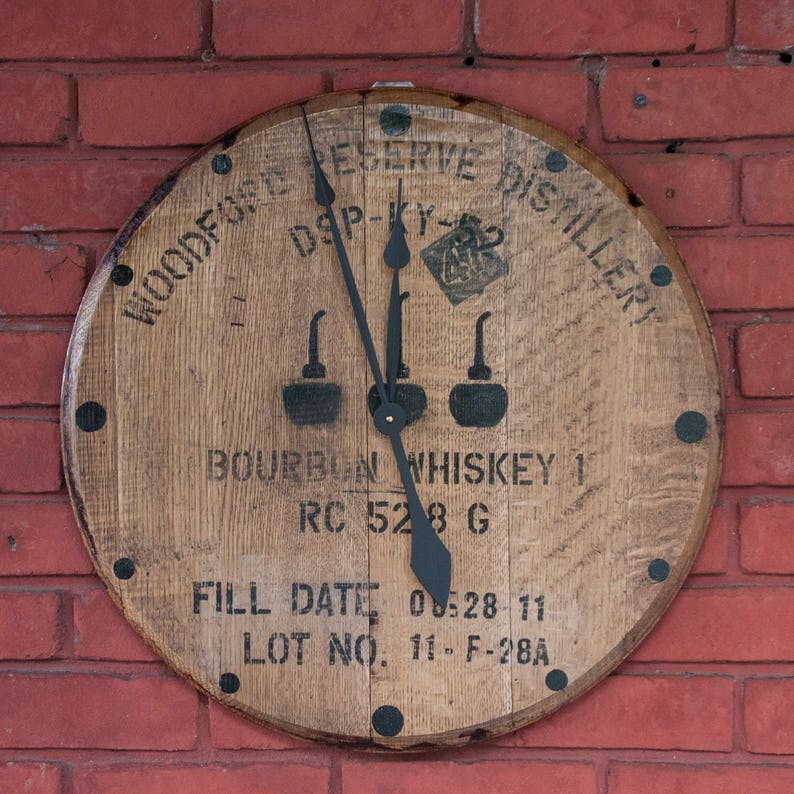 WOODFORD RESERVE DISTILLERY
DSP-KY-52
BOURBON WHISKEY 1
RC 528 G
FILL DATE 28-11
LOT NO. 11-F-28A